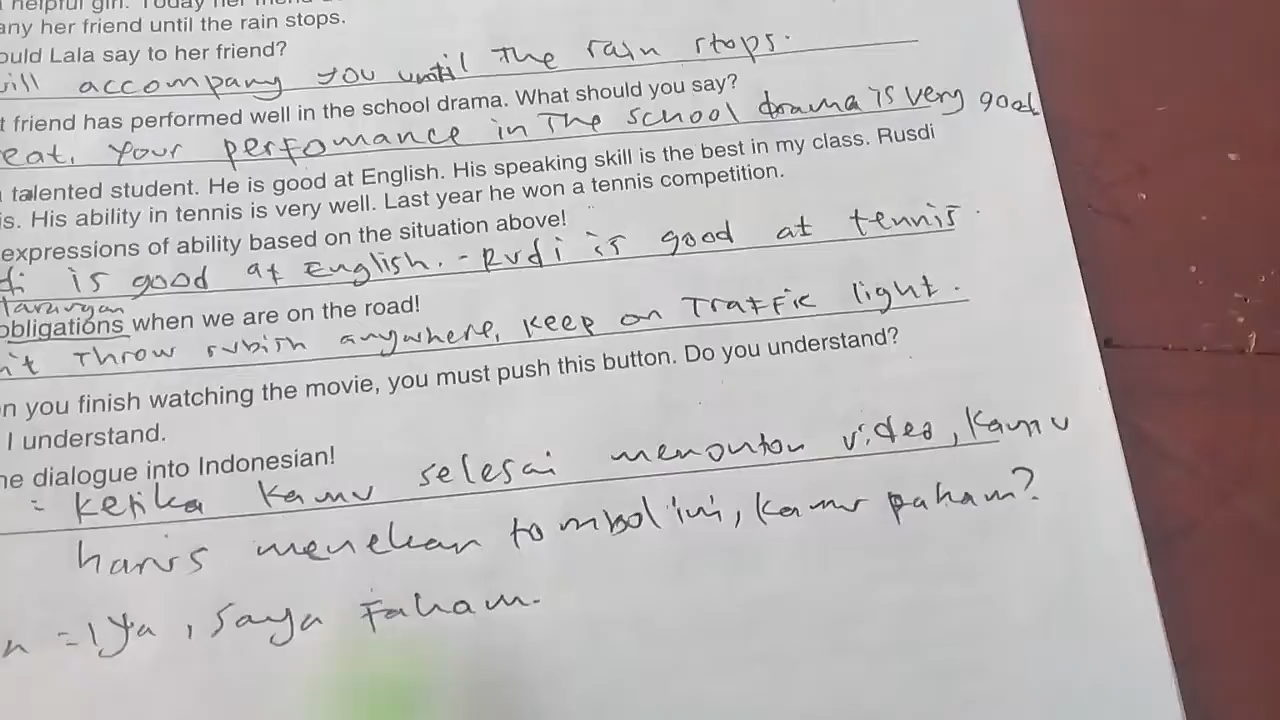 helpful girl. Today her friend
any her friend until the rain stops.
ould Lala say to her friend?
ill accompany you until The rain stops.
t friend has performed well in the school drama. What should you say?
eat, Your perfomance in The school drama is very good
talented student. He is good at English. His speaking skill is the best in my class. Rusdi
is. His ability in tennis is very well. Last year he won a tennis competition.
expressions of ability based on the situation above!
di is good at English. - Rudi is good at tennis.
obligations when we are on the road!
't Throw rubish anywhere, Keep on Traffic light.
n you finish watching the movie, you must push this button. Do you understand?
I understand.
he dialogue into Indonesian!
= Ketika Kamu selesai menonton video, Kamu
harus menekan tombol ini, Kamu paham?
n = Iya, Saya Faham.